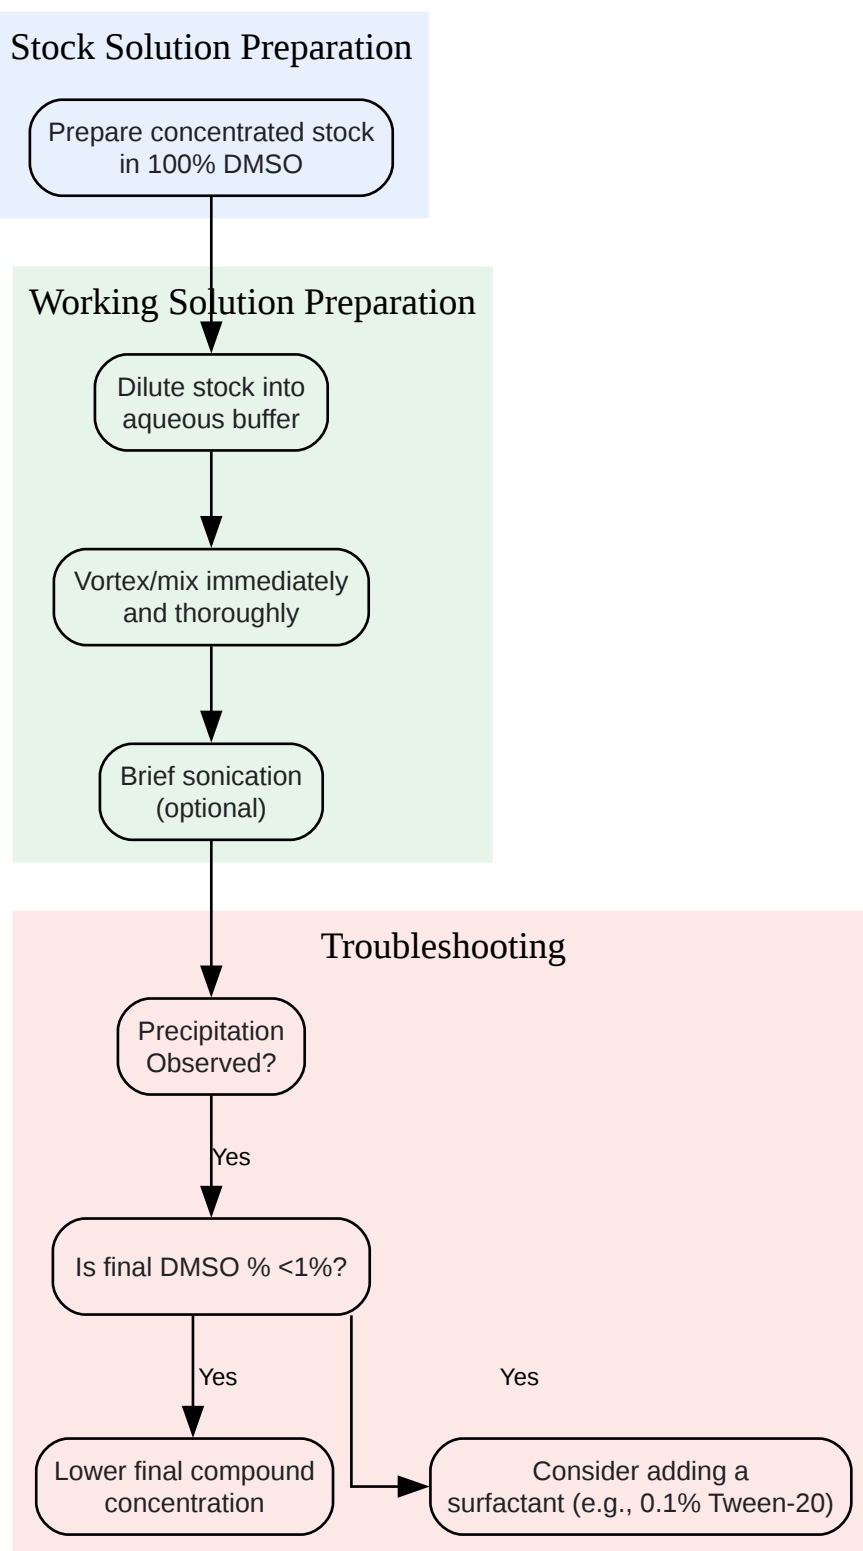 Stock Solution Preparation
Prepare concentrated stock
in 100% DMSO
Working Solution Preparation
Dilute stock into
aqueous buffer
Vortex/mix immediately
and thoroughly
Brief sonication
(optional)
Troubleshooting
Precipitation
Observed?
Yes
Is final DMSO % <1%?
Yes
Yes
Lower final compound
concentration
Consider adding a
surfactant (e.g., 0.1% Tween-20)